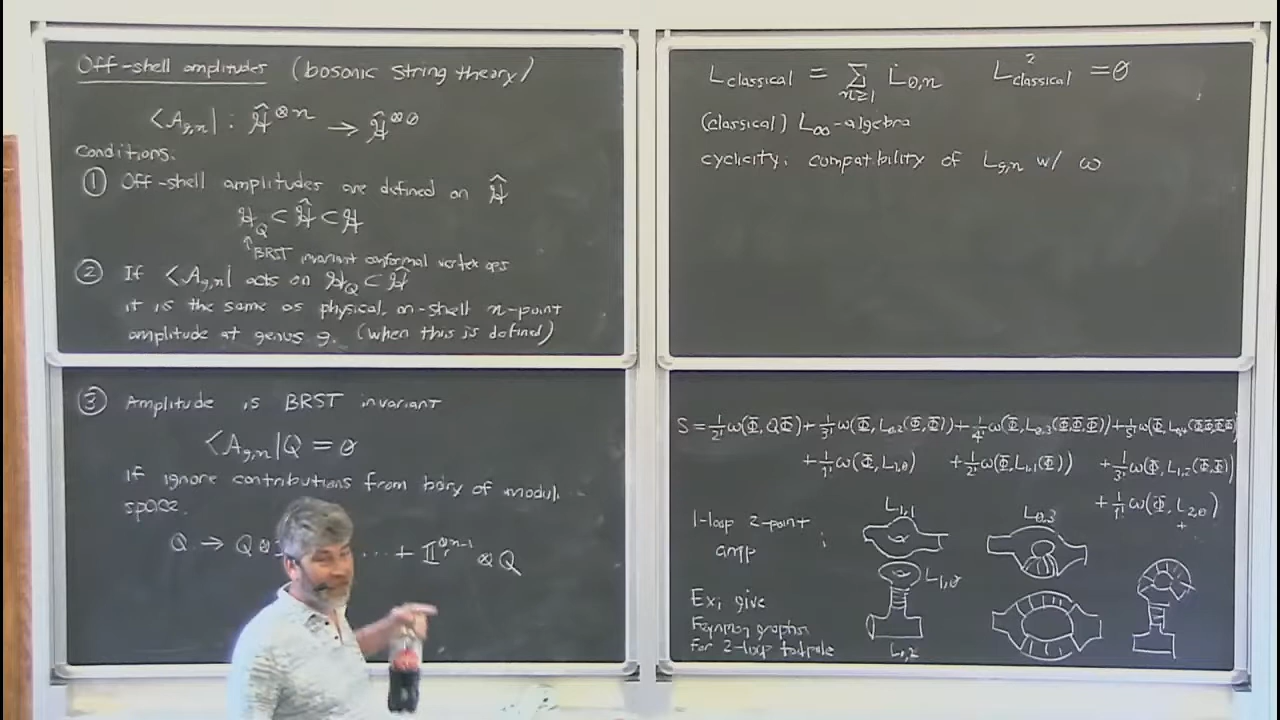 Off-shell amplitudes (bosonic string theory)
⟨A_{g,n}| : Ĥ^{⊗n} → Ĥ^{⊗0}
Conditions:
① Off-shell amplitudes are defined on Ĥ
H_Q ⊂ Ĥ ⊂ H
↑ BRST invariant conformal vertex ops
② If ⟨A_{g,n}| acts on H_Q ⊂ Ĥ
it is the same as physical, on-shell n-point
amplitude at genus g. (when this is defined)
③ Amplitude is BRST invariant
⟨A_{g,n}|Q = 0
if ignore contributions from bdry of moduli
space.
Q → Q⊗ ... + 𝕀^{⊗n-1} ⊗ Q
L_classical = Σ_{n≥1} L_{0,n} L²_classical = 0
(classical) L_∞-algebra
cyclicity: compatbility of L_{g,n} w/ ω
S = 1/2! ω(Φ, QΦ) + 1/3! ω(Φ, L_{0,2}(Φ,Φ)) + 1/4! ω(Φ, L_{0,3}(Φ,Φ,Φ)) + 1/5! ω(Φ, L_{0,4}(Φ,Φ,Φ,Φ))
+ 1/1! ω(Φ, L_{1,0}) + 1/2! ω(Φ, L_{1,1}(Φ)) + 1/3! ω(Φ, L_{1,2}(Φ,Φ))
+ 1/1! ω(Φ, L_{2,0})
+
1-loop 2-point
amp :
L_{1,1}
L_{0,3}
L_{1,0}
L_{0,2}
Ex: give
Feynman graphs
for 2-loop tadpole